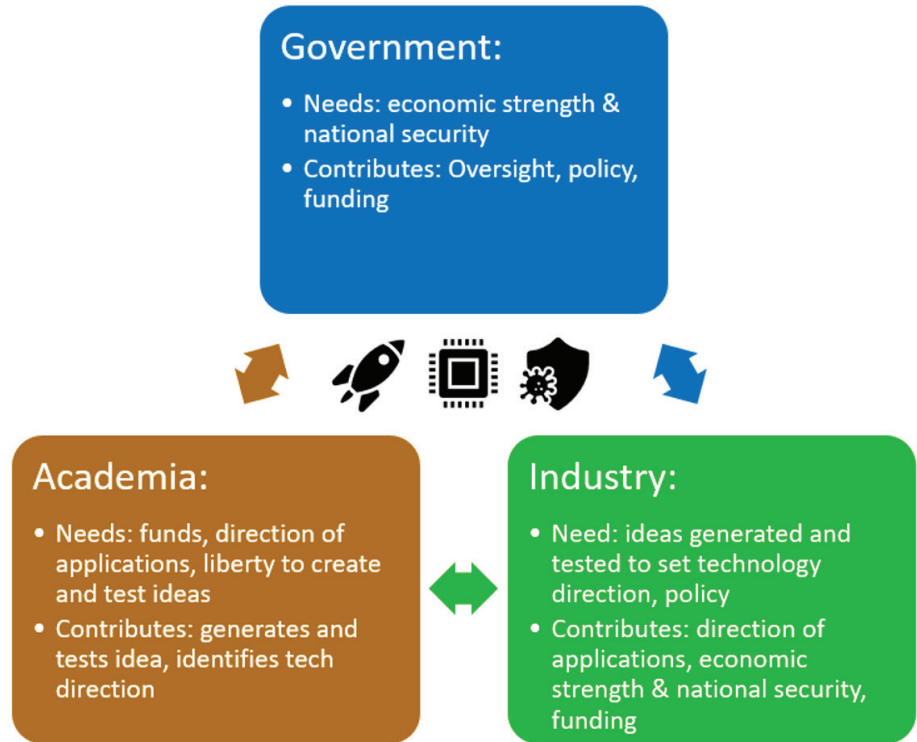 Government:
• Needs: economic strength &
national security
• Contributes: Oversight, policy,
funding
Academia:
• Needs: funds, direction of
applications, liberty to create
and test ideas
• Contributes: generates and
tests idea, identifies tech
direction
Industry:
• Need: ideas generated and
tested to set technology
direction, policy
• Contributes: direction of
applications, economic
strength & national security,
funding